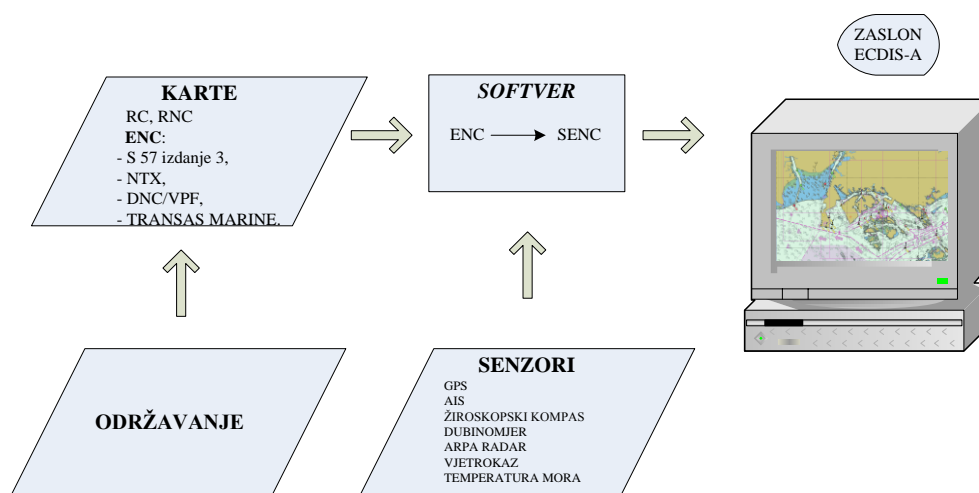 ZASLON
ECDIS-A
KARTE
RC, RNC
ENC:
- S 57 izdanje 3,
- NTX,
- DNC/VPF,
- TRANSAS MARINE.
SOFTVER
ENC SENC
ODRŽAVANJE
SENZORI
GPS
AIS
ŽIROSKOPSKI KOMPAS
DUBINOMJER
ARPA RADAR
VJETROKAZ
TEMPERATURA MORA